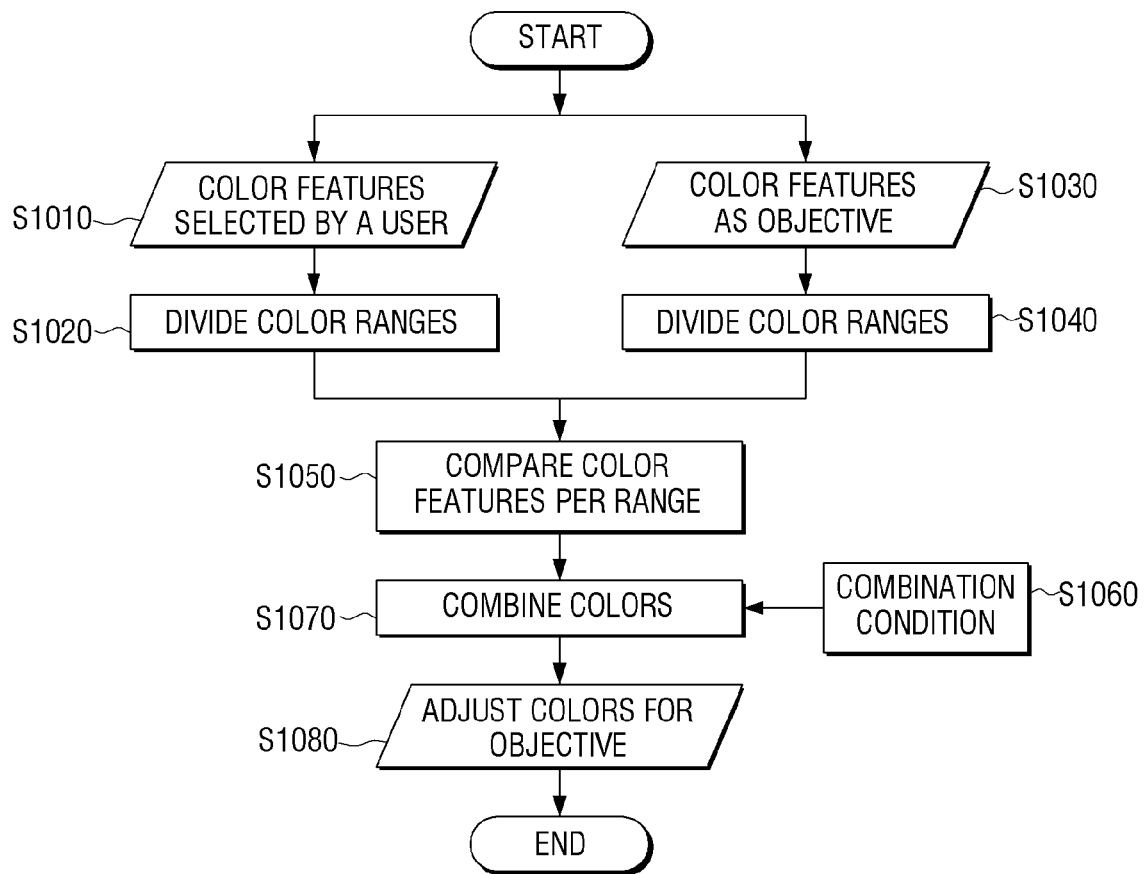 START
COLOR FEATURES
SELECTED BY A USER
S1010
COLOR FEATURES
AS OBJECTIVE
S1030
DIVIDE COLOR RANGES
S1020
DIVIDE COLOR RANGES
S1040
COMPARE COLOR
FEATURES PER RANGE
S1050
COMBINE COLORS
S1070
COMBINATION
CONDITION
S1060
ADJUST COLORS FOR
OBJECTIVE
S1080
END